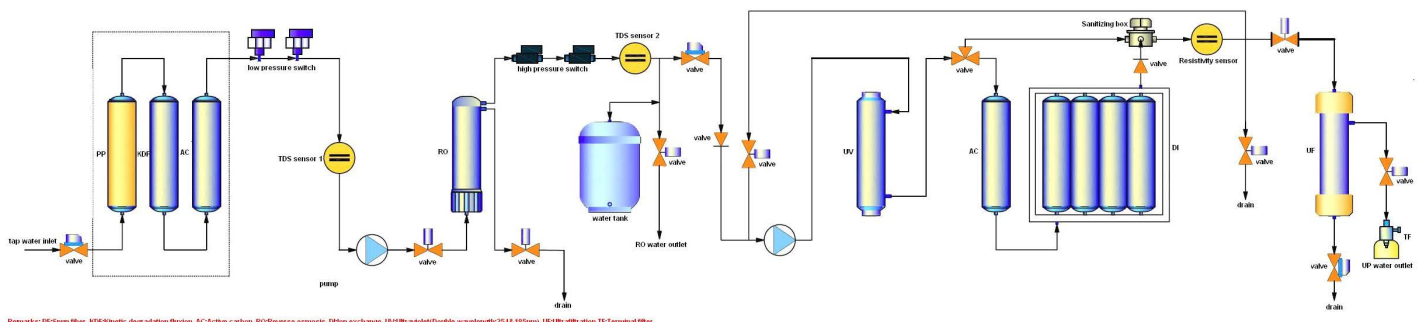 PP
KDF
AC
tap water inlet
valve
low pressure switch
TDS sensor 1
pump
valve
RO
valve
drain
high pressure switch
TDS sensor 2
valve
water tank
valve
RO water outlet
valve
valve
UV
valve
AC
DI
Sanitizing box
valve
Resistivity sensor
valve
valve
drain
UF
valve
TF
UP water outlet
valve
drain